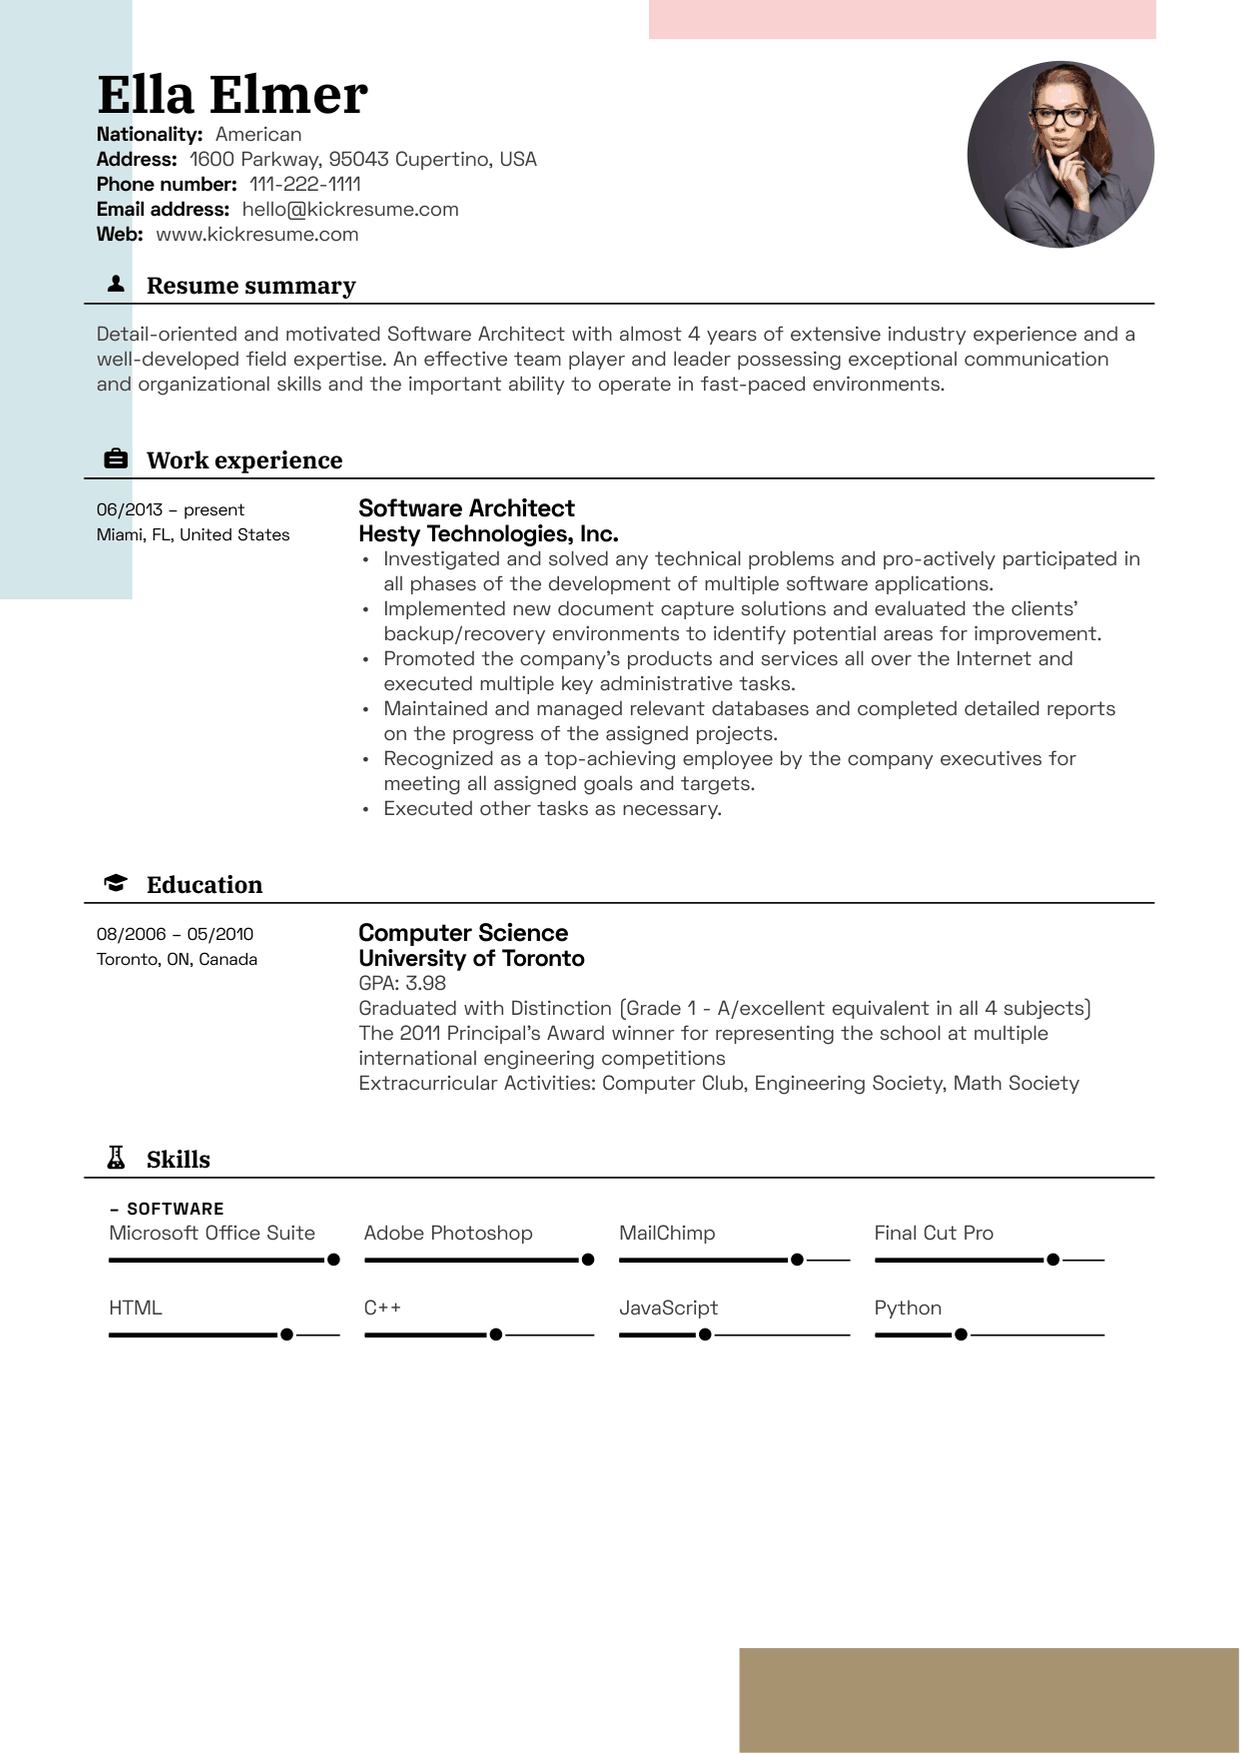 Ella Elmer
Nationality: American
Address: 1600 Parkway, 95043 Cupertino, USA
Phone number: 111-222-1111
Email address: hello@kickresume.com
Web: www.kickresume.com
Resume summary
Detail-oriented and motivated Software Architect with almost 4 years of extensive industry experience and a
well-developed field expertise. An effective team player and leader possessing exceptional communication
and organizational skills and the important ability to operate in fast-paced environments.
Work experience
06/2013 – present
Miami, FL, United States
Software Architect
Hesty Technologies, Inc.
• Investigated and solved any technical problems and pro-actively participated in
all phases of the development of multiple software applications.
• Implemented new document capture solutions and evaluated the clients’
backup/recovery environments to identify potential areas for improvement.
• Promoted the company’s products and services all over the Internet and
executed multiple key administrative tasks.
• Maintained and managed relevant databases and completed detailed reports
on the progress of the assigned projects.
• Recognized as a top-achieving employee by the company executives for
meeting all assigned goals and targets.
• Executed other tasks as necessary.
Education
08/2006 – 05/2010
Toronto, ON, Canada
Computer Science
University of Toronto
GPA: 3.98
Graduated with Distinction (Grade 1 - A/excellent equivalent in all 4 subjects)
The 2011 Principal’s Award winner for representing the school at multiple
international engineering competitions
Extracurricular Activities: Computer Club, Engineering Society, Math Society
Skills
– SOFTWARE
Microsoft Office Suite Adobe Photoshop MailChimp Final Cut Pro
HTML C++ JavaScript Python